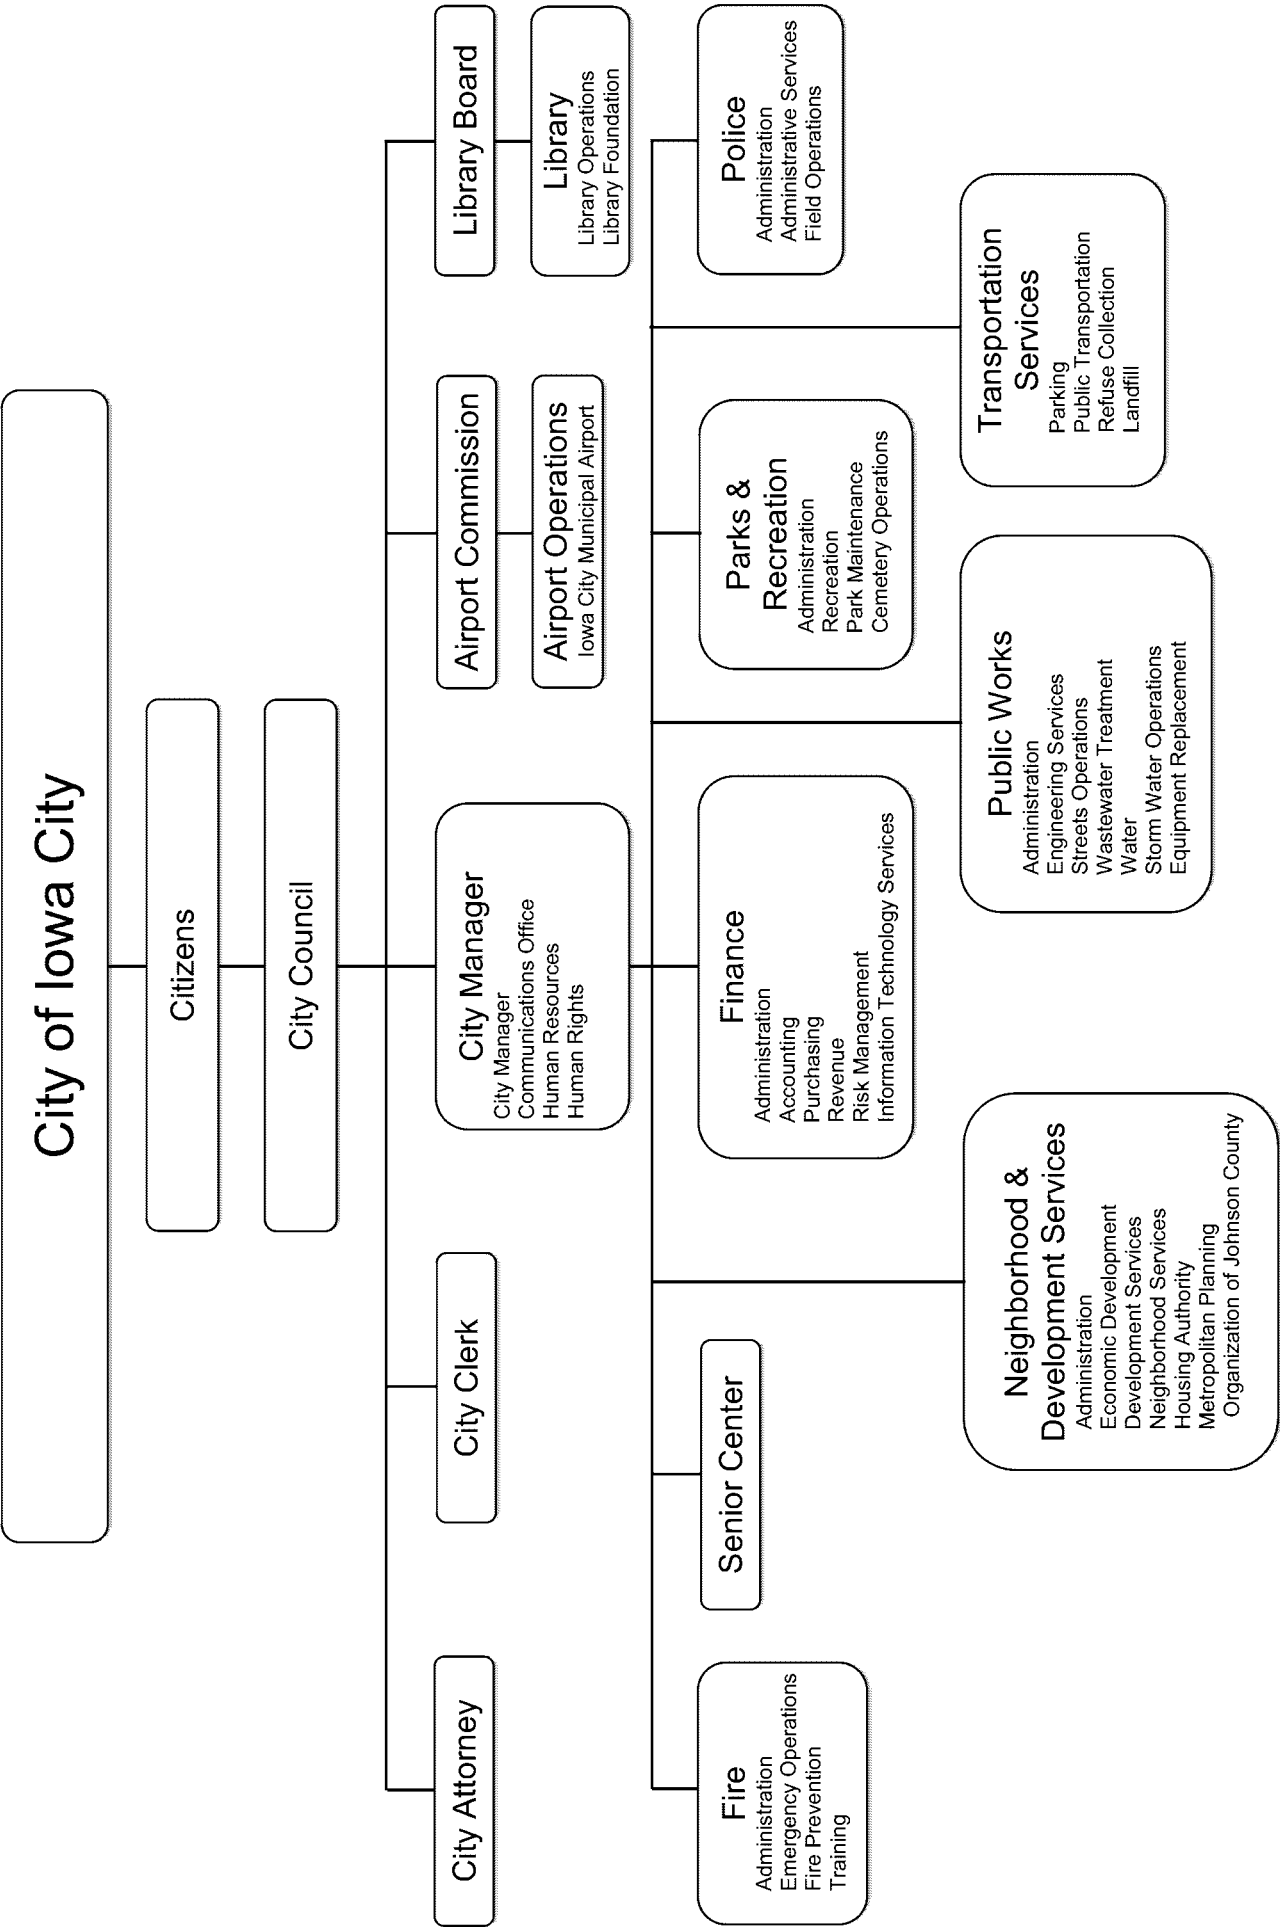 City of Iowa City
Citizens
City Council
City Attorney
City Clerk
City Manager
City Manager
Communications Office
Human Resources
Human Rights
Airport Commission
Airport Operations
Iowa City Municipal Airport
Library Board
Library
Library Operations
Library Foundation
Fire
Administration
Emergency Operations
Fire Prevention
Training
Senior Center
Finance
Administration
Accounting
Purchasing
Revenue
Risk Management
Information Technology Services
Parks &
Recreation
Administration
Recreation
Park Maintenance
Cemetery Operations
Police
Administration
Administrative Services
Field Operations
Neighborhood &
Development Services
Administration
Economic Development
Development Services
Neighborhood Services
Housing Authority
Metropolitan Planning
Organization of Johnson County
Public Works
Administration
Engineering Services
Streets Operations
Wastewater Treatment
Water
Storm Water Operations
Equipment Replacement
Transportation
Services
Parking
Public Transportation
Refuse Collection
Landfill